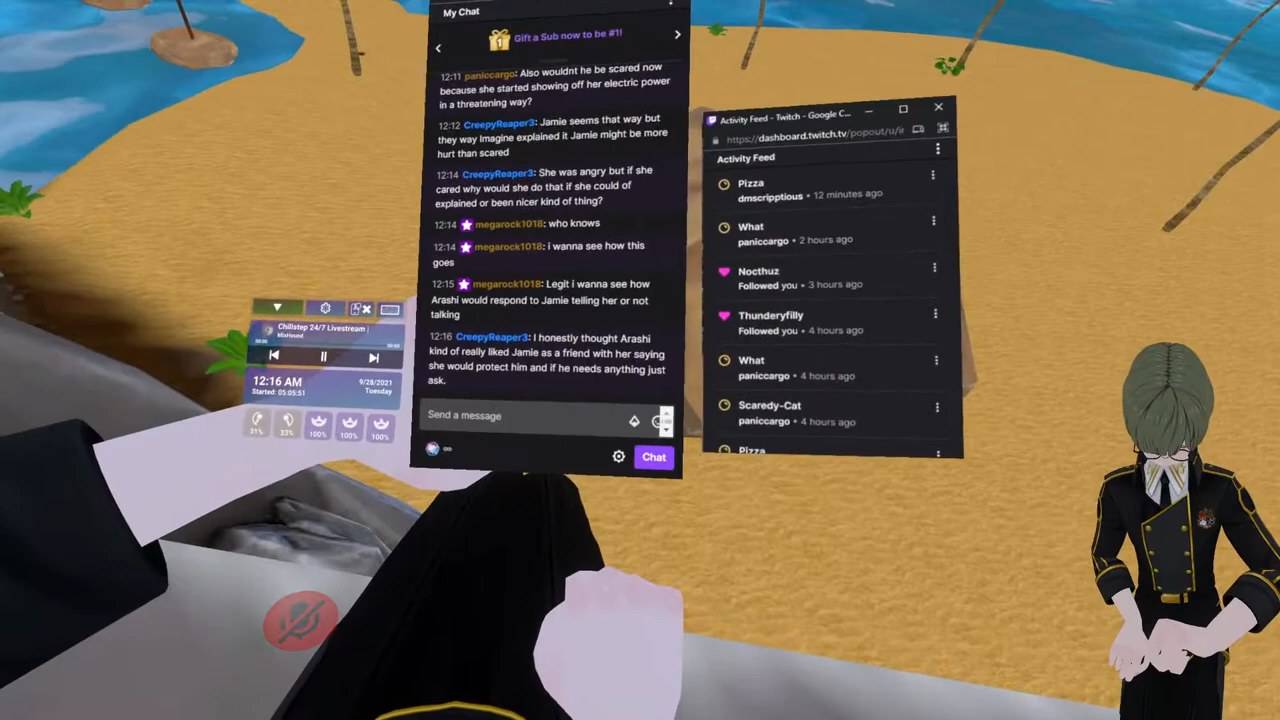 My Chat
Gift a Sub now to be #1!
1
12:11 paniccargo: Also wouldnt he be scared now
because she started showing off her electric power
in a threatening way?
12:12 CreepyReaper3: Jamie seems that way but
they way Imagine explained it Jamie might be more
hurt than scared
12:14 CreepyReaper3: She was angry but if she
cared why would she do that if she could of
explained or been nicer kind of thing?
12:14 megarock1018: who knows
12:14 megarock1018: i wanna see how this
goes
12:15 megarock1018: Legit i wanna see how
Arashi would respond to Jamie telling her or not
talking
12:16 CreepyReaper3: I honestly thought Arashi
kind of really liked Jamie as a friend with her saying
she would protect him and if he needs anything just
ask.
Send a message
Chat
Activity Feed - Twitch - Google C...
https://dashboard.twitch.tv/popout/u/ir
Activity Feed
Pizza
dmscripptious • 12 minutes ago
What
paniccargo • 2 hours ago
Nocthuz
Followed you • 3 hours ago
Thunderyfilly
Followed you • 4 hours ago
What
paniccargo • 4 hours ago
Scaredy-Cat
paniccargo • 4 hours ago
Pizza
Chillstep 24/7 Livestream |
MixHound
00:00
00:00
12:16 AM
Started: 05:05:51
9/28/2021
Tuesday
31%
33%
100%
100%
100%